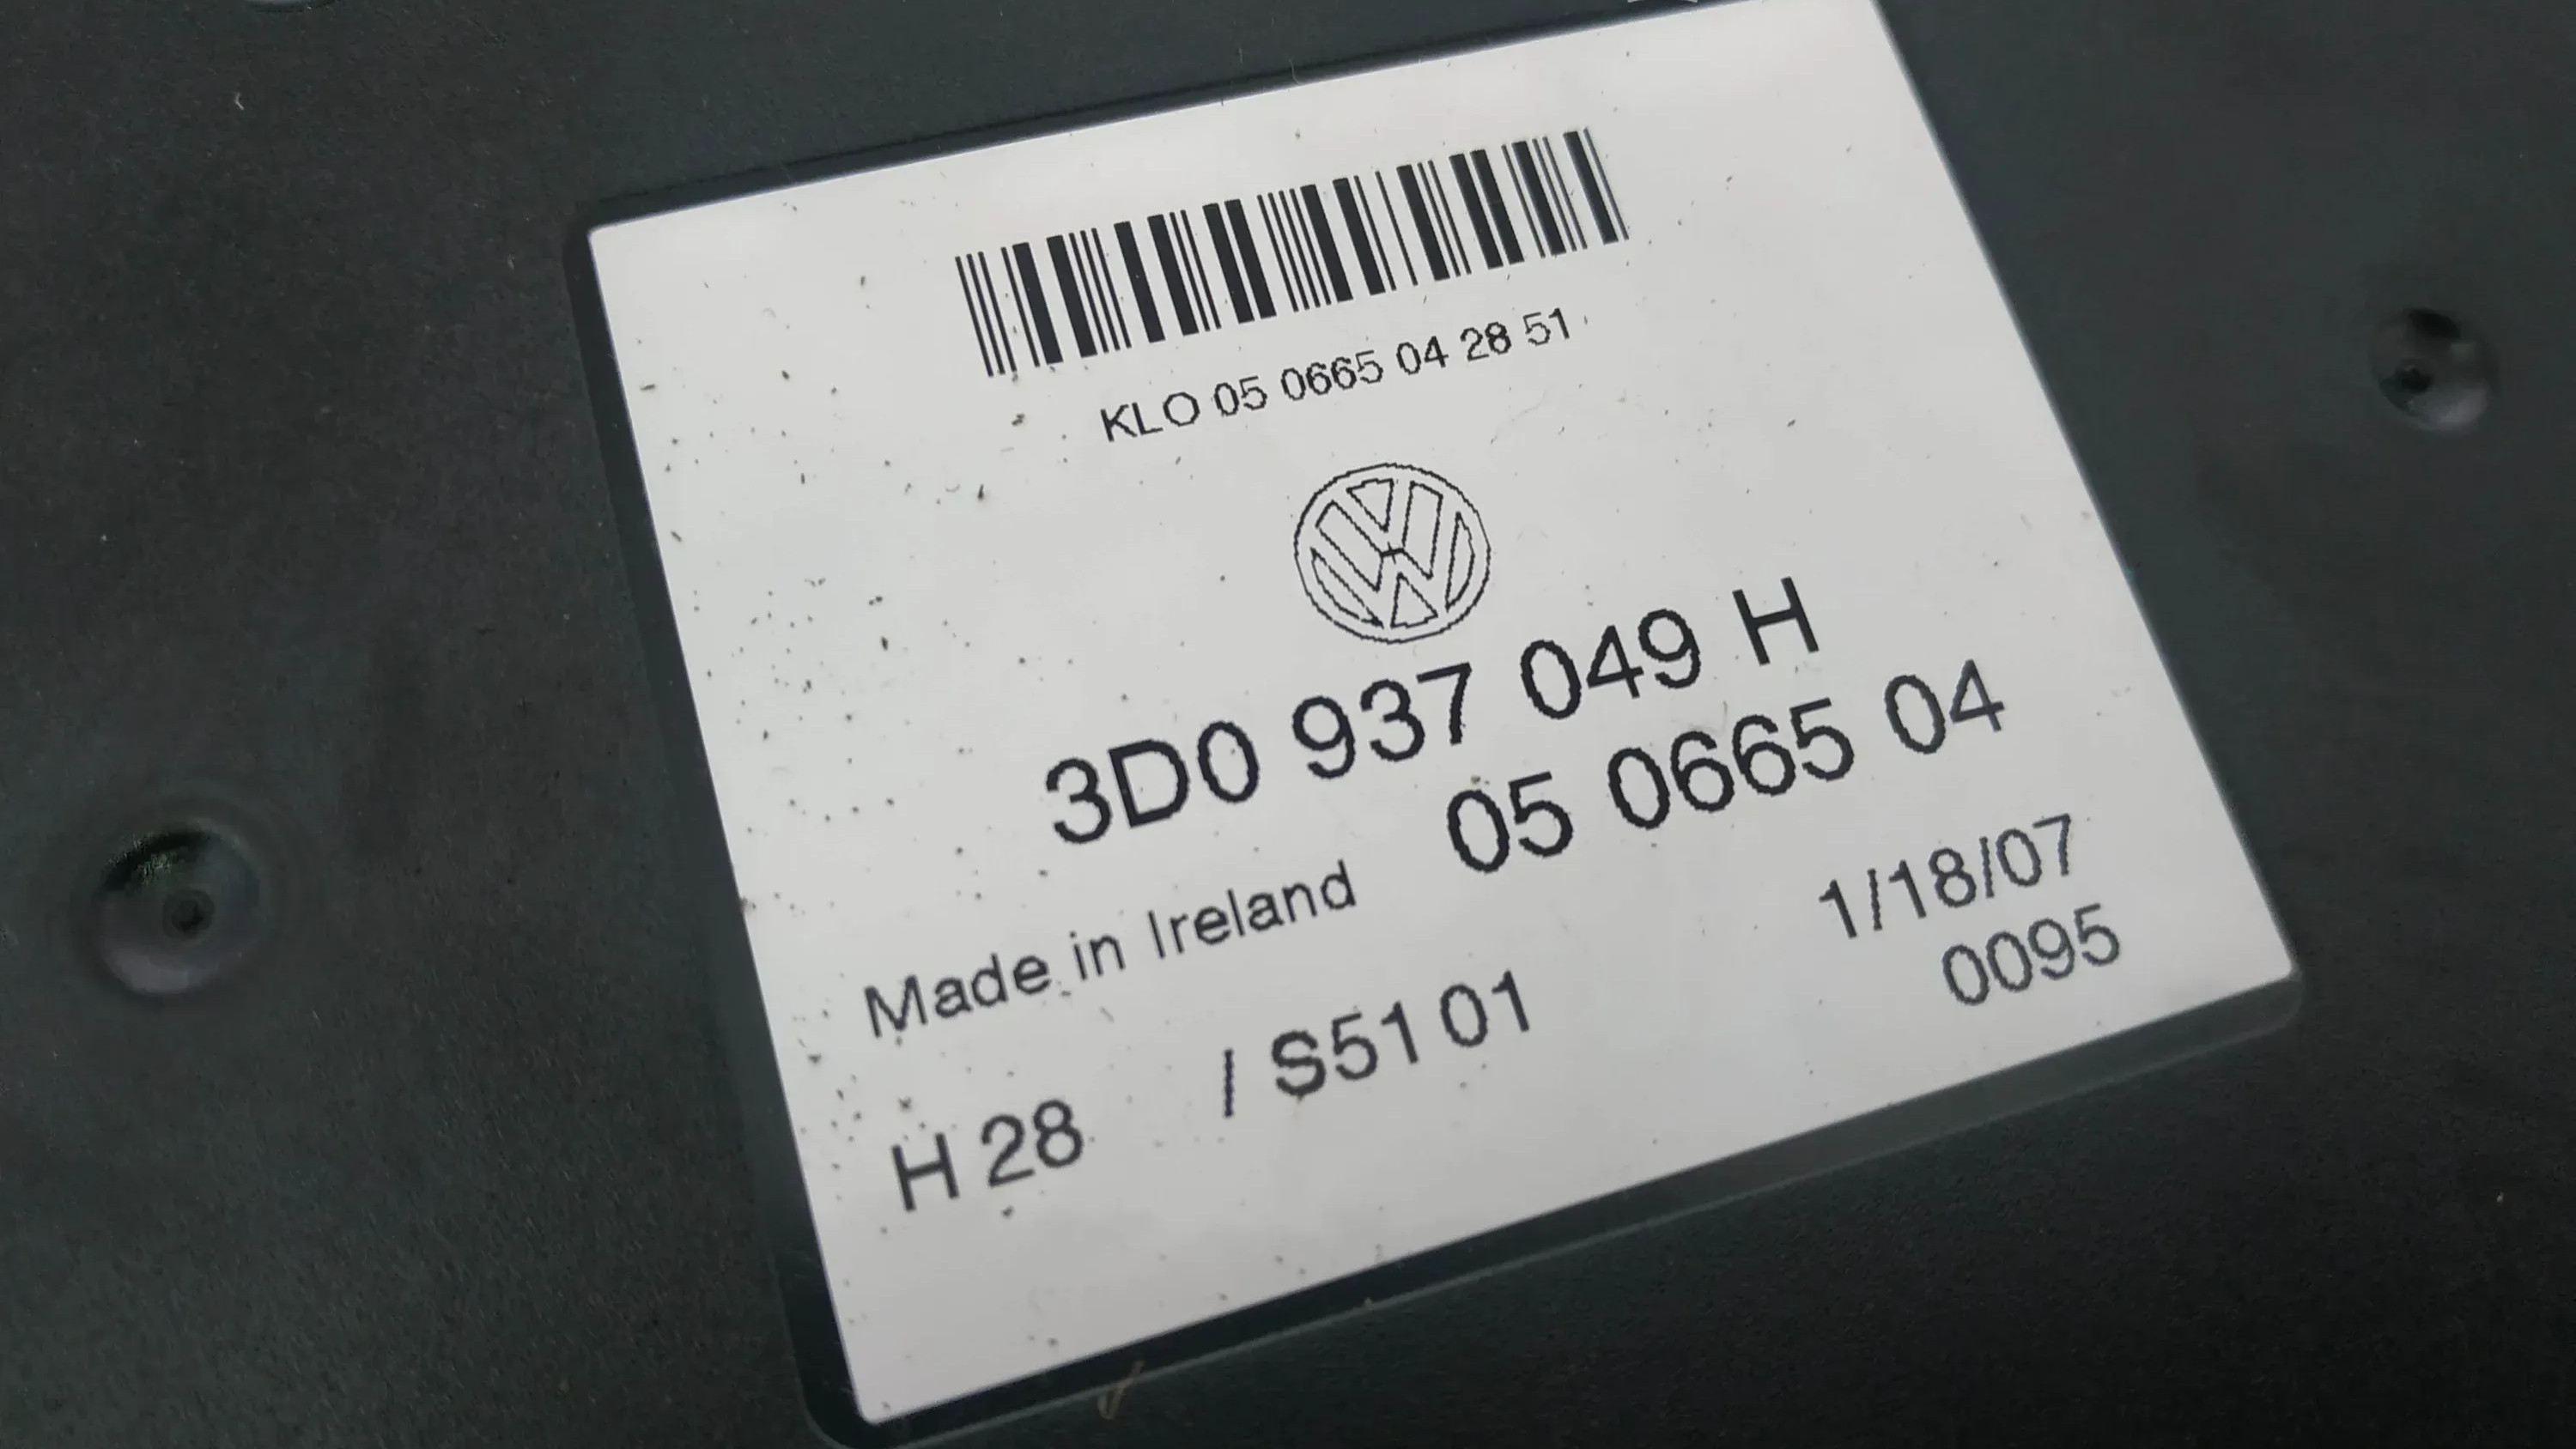 KLO 05 0665 04 28 51
3D0 937 049 H
05 0665 04
Made in Ireland
1/18/07
0095
H 28 / S51 01